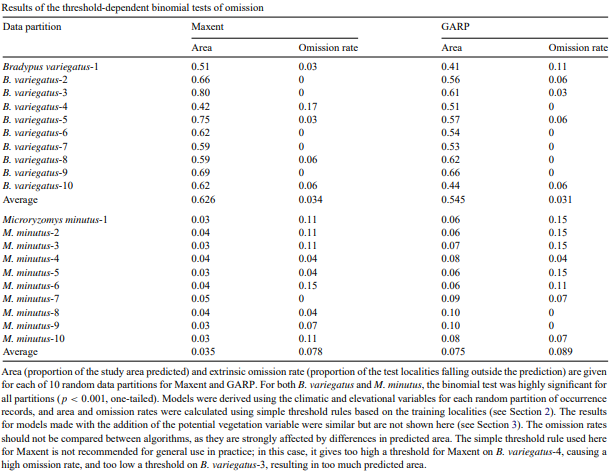 Results of the threshold-dependent binomial tests of omission
Data partition Maxent GARP
Area Omission rate Area Omission rate
Bradypus variegatus-1 0.51 0.03 0.41 0.11
B. variegatus-2 0.66 0 0.56 0.06
B. variegatus-3 0.80 0 0.61 0.03
B. variegatus-4 0.42 0.17 0.51 0
B. variegatus-5 0.75 0.03 0.57 0.06
B. variegatus-6 0.62 0 0.54 0
B. variegatus-7 0.59 0 0.53 0
B. variegatus-8 0.59 0.06 0.62 0
B. variegatus-9 0.69 0 0.66 0
B. variegatus-10 0.62 0.06 0.44 0.06
Average 0.626 0.034 0.545 0.031
Microryzomys minutus-1 0.03 0.11 0.06 0.15
M. minutus-2 0.04 0.11 0.06 0.15
M. minutus-3 0.03 0.11 0.07 0.15
M. minutus-4 0.04 0.04 0.08 0.04
M. minutus-5 0.03 0.04 0.06 0.15
M. minutus-6 0.04 0.15 0.06 0.11
M. minutus-7 0.05 0 0.09 0.07
M. minutus-8 0.04 0.04 0.10 0
M. minutus-9 0.03 0.07 0.10 0
M. minutus-10 0.03 0.11 0.08 0.07
Average 0.035 0.078 0.075 0.089
Area (proportion of the study area predicted) and extrinsic omission rate (proportion of the test localities falling outside the prediction) are given
for each of 10 random data partitions for Maxent and GARP. For both B. variegatus and M. minutus, the binomial test was highly significant for
all partitions (p < 0.001, one-tailed). Models were derived using the climatic and elevational variables for each random partition of occurrence
records, and area and omission rates were calculated using simple threshold rules based on the training localities (see Section 2). The results
for models made with the addition of the potential vegetation variable were similar but are not shown here (see Section 3). The omission rates
should not be compared between algorithms, as they are strongly affected by differences in predicted area. The simple threshold rule used here
for Maxent is not recommended for general use in practice; in this case, it gives too high a threshold for Maxent on B. variegatus-4, causing a
high omission rate, and too low a threshold on B. variegatus-3, resulting in too much predicted area.